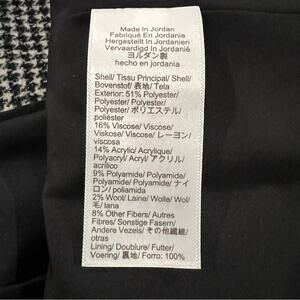 Made In Jordan
Fabriqué En Jordanie
Hergestellt In Jordanien
Vervaardigd In Jordanië
ヨルダン製
hecho en jordania
Shell/ Tissu Principal/ Shell/
Bovenstof/ 表地/ Tela
Exterior: 51% Polyester/
Polyester/ Polyester/
Polyester/ ポリエステル/
poliéster
16% Viscose/ Viscose/
Viskose/ Viscose/ レーヨン/
viscosa
14% Acrylic/ Acrylique/
Polyacryl/ Acryl/ アクリル/
acrílico
9% Polyamide/ Polyamide/
Polyamid/ Polyamide/ ナイ
ロン/ poliamida
2% Wool/ Laine/ Wolle/ Wol/
毛/ lana
8% Other Fibers/ Autres
Fibres/ Sonstige Fasern/
Andere Vezels/ その他繊維/
otras
Lining/ Doublure/ Futter/
Voering/ 裏地/ Forro: 100%